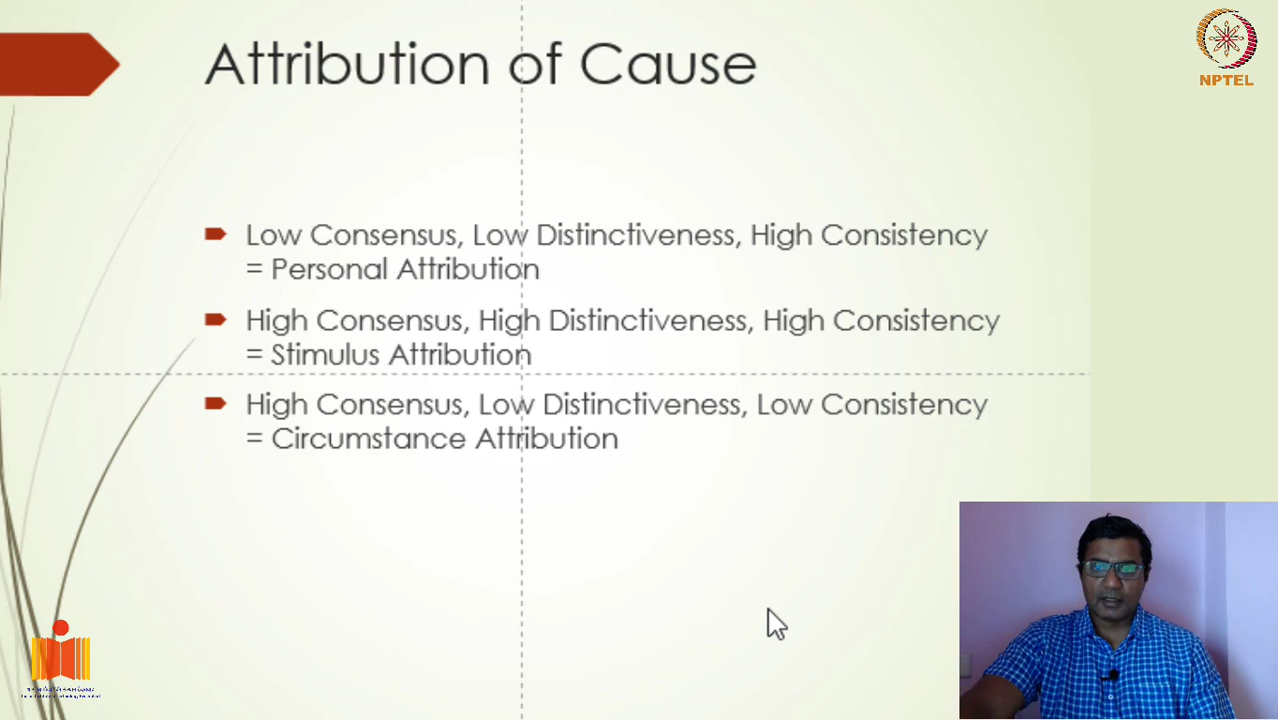 Attribution of Cause
NPTEL
Low Consensus, Low Distinctiveness, High Consistency
= Personal Attribution
High Consensus, High Distinctiveness, High Consistency
= Stimulus Attribution
High Consensus, Low Distinctiveness, Low Consistency
= Circumstance Attribution